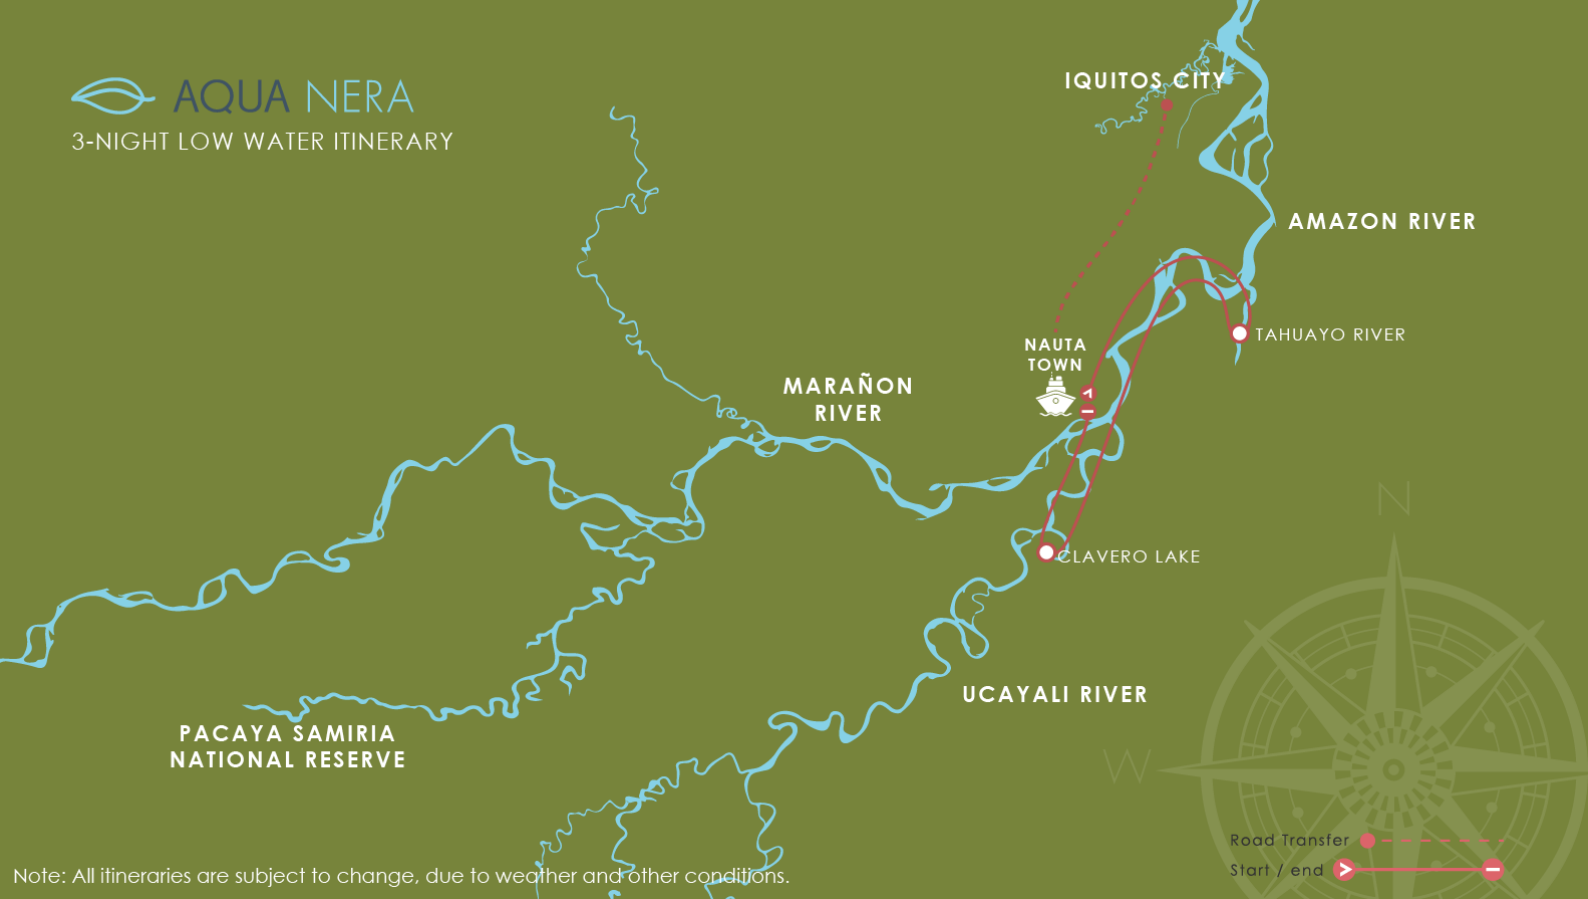 AQUA NERA
3-NIGHT LOW WATER ITINERARY
IQUITOS CITY
AMAZON RIVER
TAHUAYO RIVER
NAUTA
TOWN
MARAÑON
RIVER
CLAVERO LAKE
N
UCAYALI RIVER
PACAYA SAMIRIA
NATIONAL RESERVE
W
Road Transfer
Start / end
Note: All itineraries are subject to change, due to weather and other conditions.